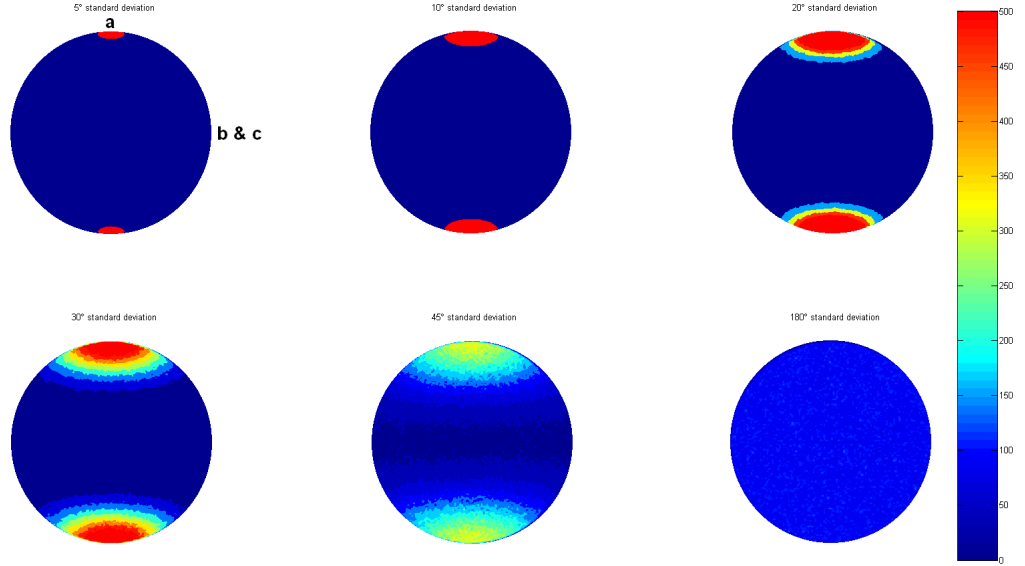 5° standard deviation
a
b & c
10° standard deviation
20° standard deviation
30° standard deviation
45° standard deviation
180° standard deviation
500
450
400
350
300
250
200
150
100
50
0